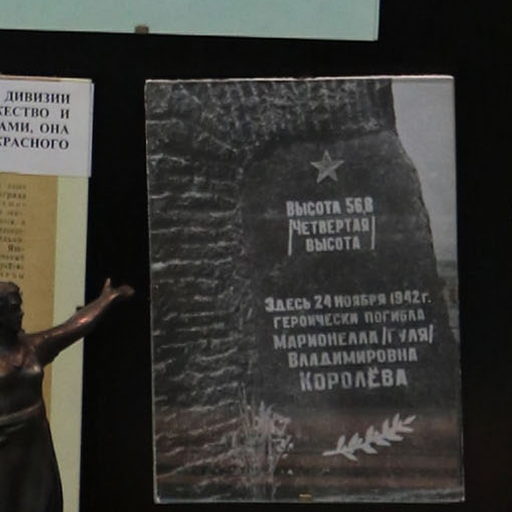 ДИВИЗИИ
ЖЕСТВО И
АМИ, ОНА
КРАСНОГО
ВЫСОТА 56,8
/ЧЕТВЕРТАЯ
ВЫСОТА/
ЗДЕСЬ 24 НОЯБРЯ 1942 г.
ГЕРОИЧЕСКИ ПОГИБЛА
МАРИОНЕЛЛА /ГУЛЯ/
ВЛАДИМИРОВНА
КОРОЛЁВА